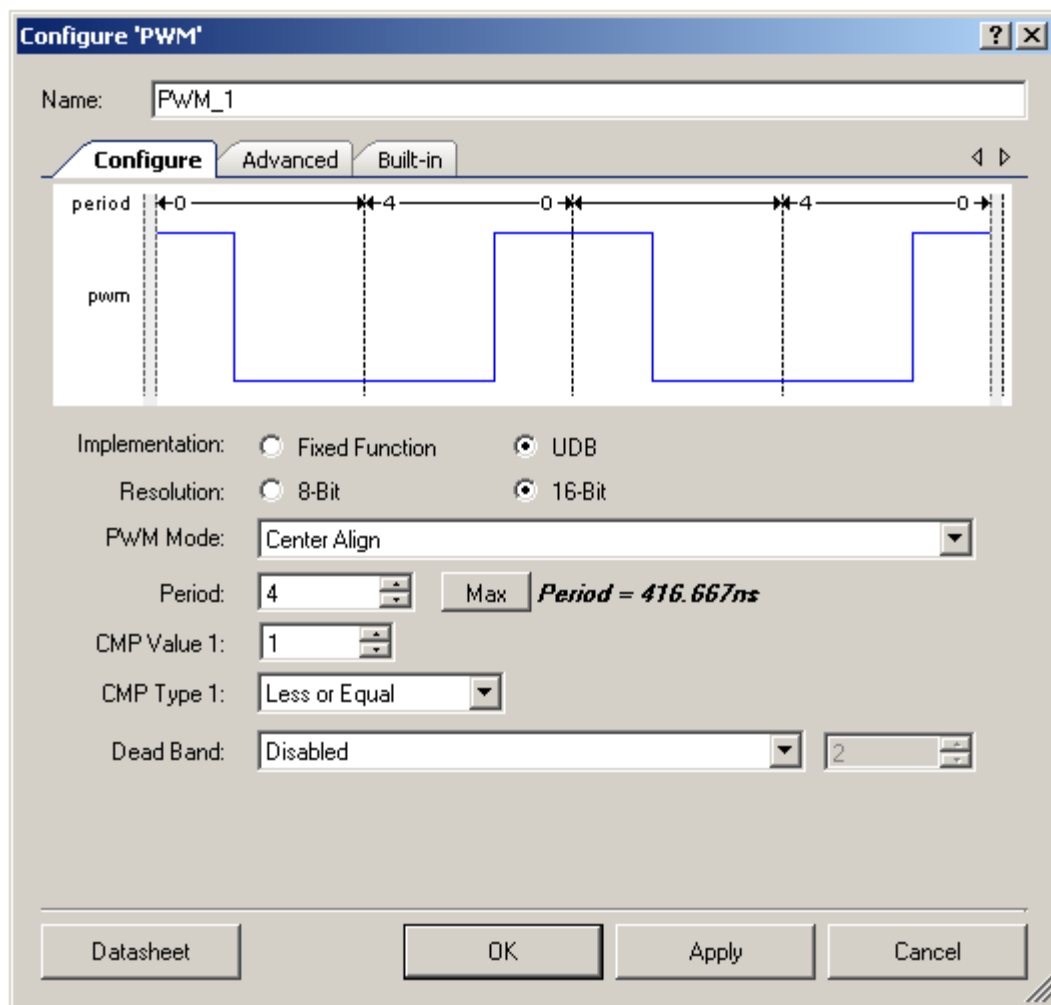 Configure 'PWM'
Name: PWM_1
Configure Advanced Built-in
period 0 4 0 4 0
pwm
Implementation: Fixed Function UDB
Resolution: 8-Bit 16-Bit
PWM Mode: Center Align
Period: 4 Max Period = 416.667ns
CMP Value 1: 1
CMP Type 1: Less or Equal
Dead Band: Disabled 2
Datasheet OK Apply Cancel